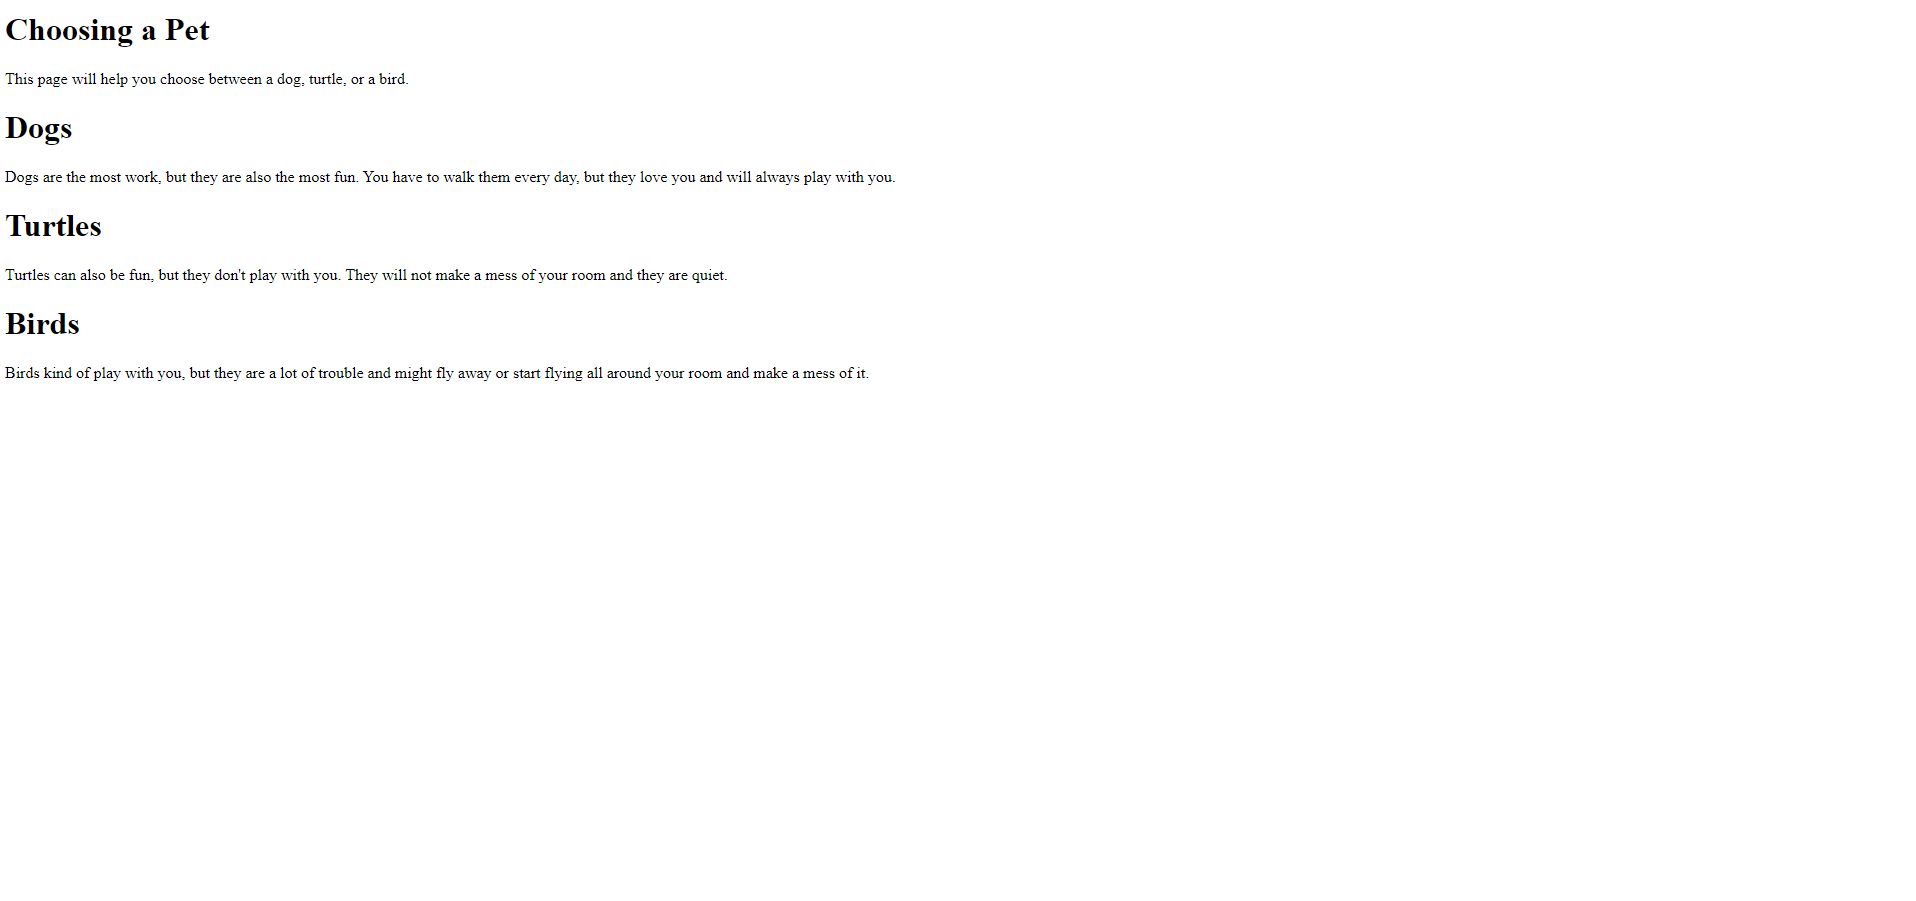 Choosing a Pet
This page will help you choose between a dog, turtle, or a bird.
Dogs
Dogs are the most work, but they are also the most fun. You have to walk them every day, but they love you and will always play with you.
Turtles
Turtles can also be fun, but they don't play with you. They will not make a mess of your room and they are quiet.
Birds
Birds kind of play with you, but they are a lot of trouble and might fly away or start flying all around your room and make a mess of it.